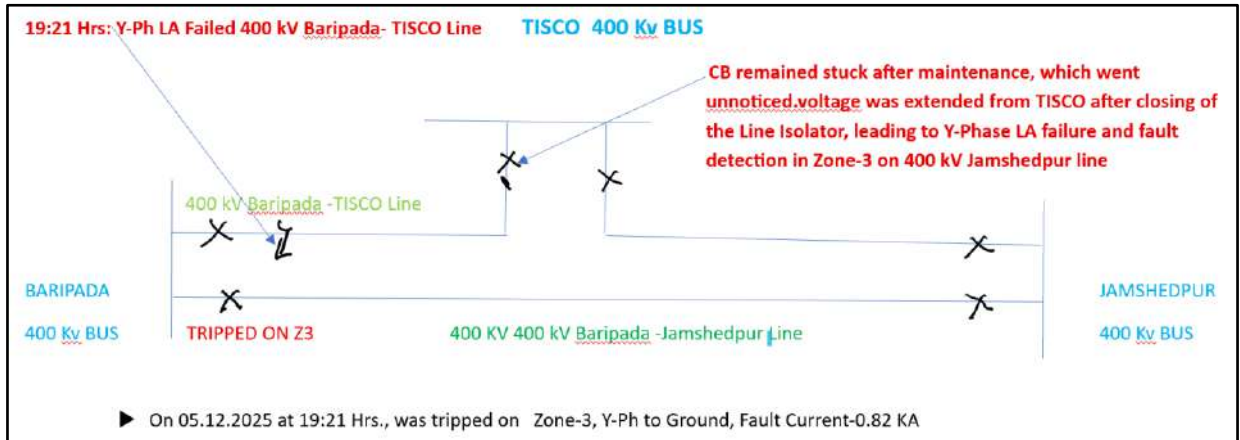 19:21 Hrs: Y-Ph LA Failed 400 kV Baripada- TISCO Line
TISCO 400 Kv BUS
CB remained stuck after maintenance, which went
unnoticed.voltage was extended from TISCO after closing of
the Line Isolator, leading to Y-Phase LA failure and fault
detection in Zone-3 on 400 kV Jamshedpur line
400 kV Baripada -TISCO Line
BARIPADA
400 Kv BUS
TRIPPED ON Z3
400 KV 400 kV Baripada -Jamshedpur Line
JAMSHEDPUR
400 Kv BUS
▶ On 05.12.2025 at 19:21 Hrs., was tripped on Zone-3, Y-Ph to Ground, Fault Current-0.82 KA